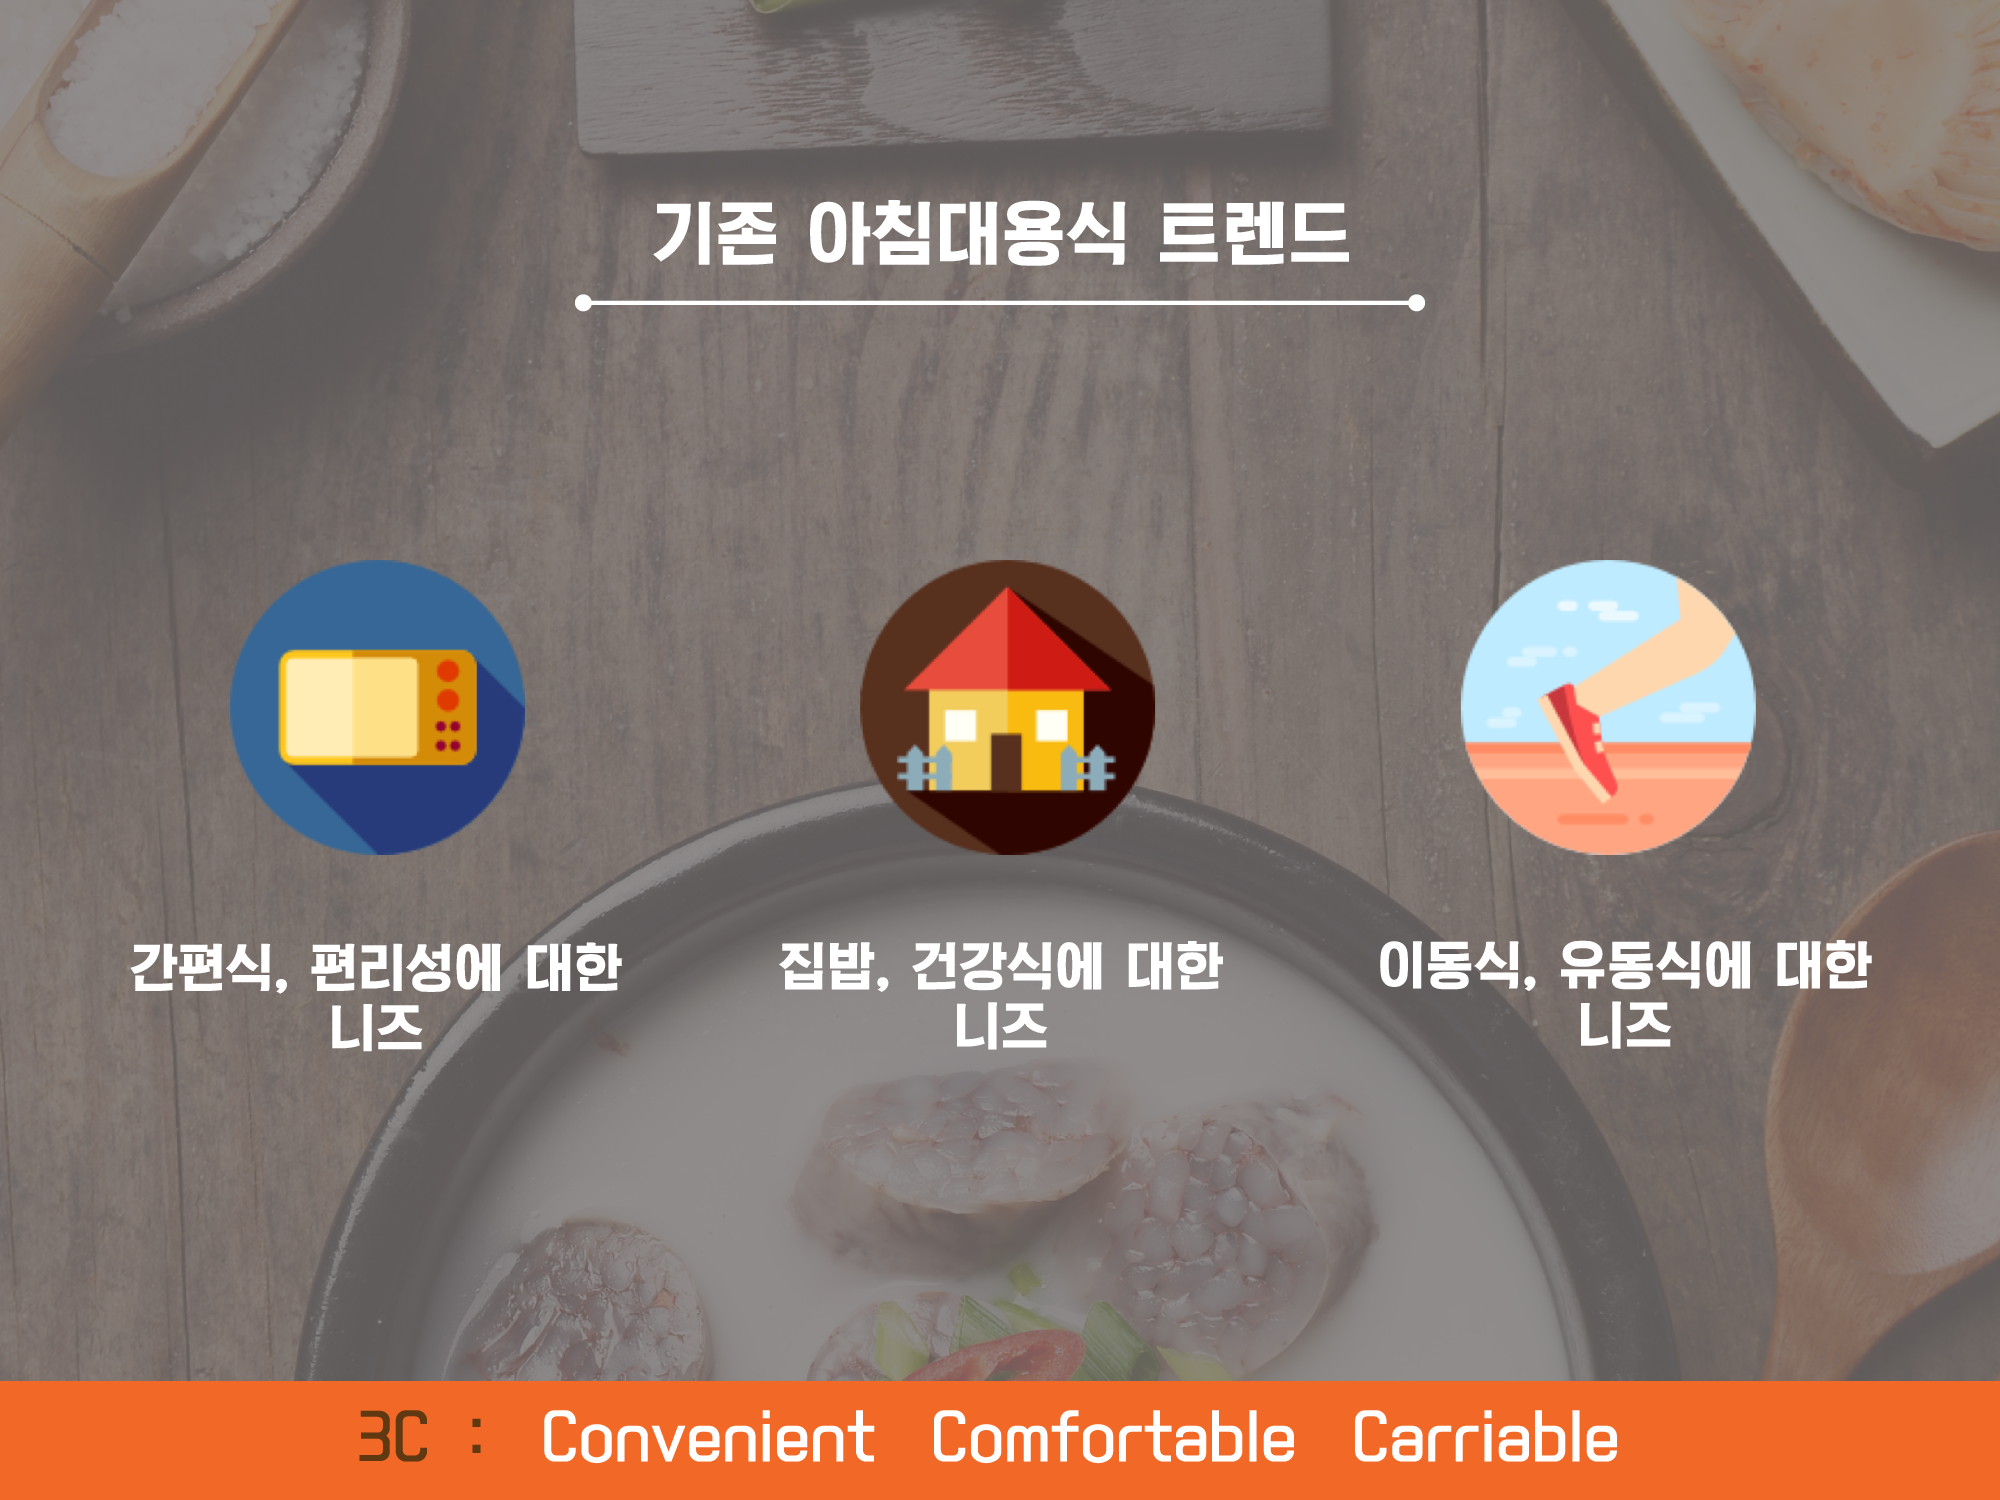 기존 아침대용식 트렌드
간편식, 편리성에 대한
니즈
집밥, 건강식에 대한
니즈
이동식, 유동식에 대한
니즈
3C : Convenient Comfortable Carriable